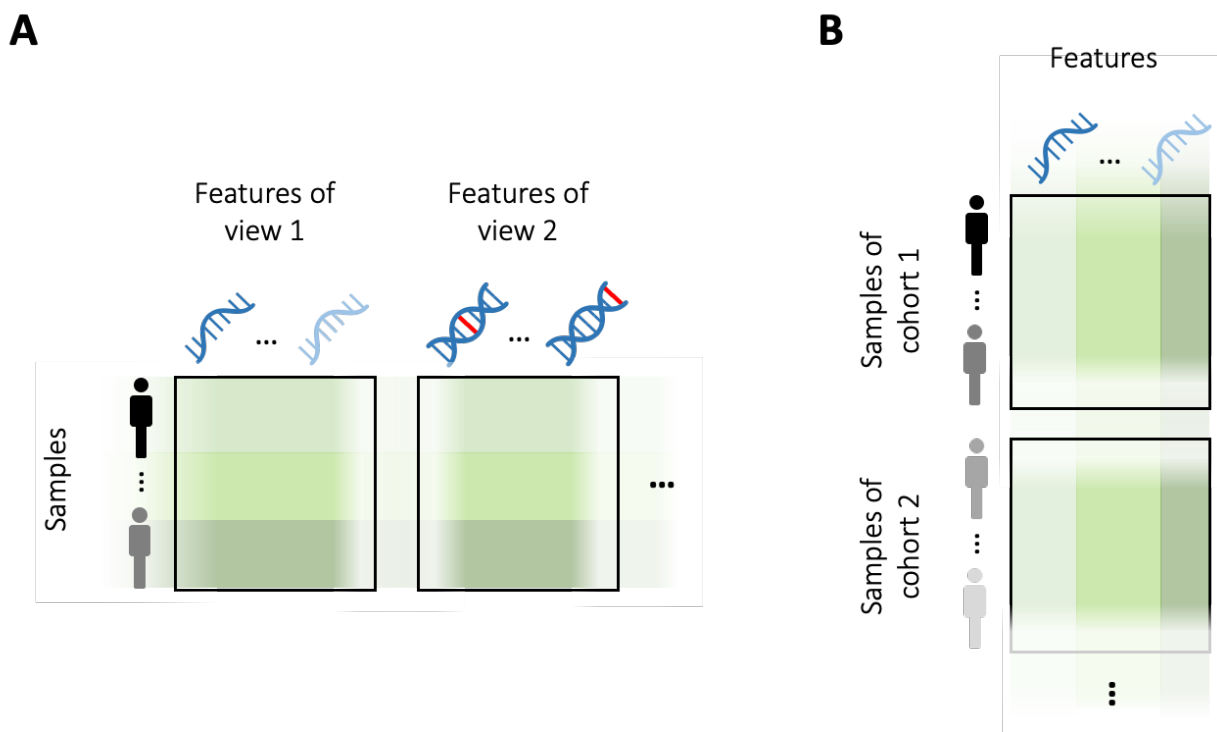 A
Features of
view 1
Features of
view 2
...
...
Samples
...
...
B
Features
...
Samples of
cohort 1
...
Samples of
cohort 2
...
...